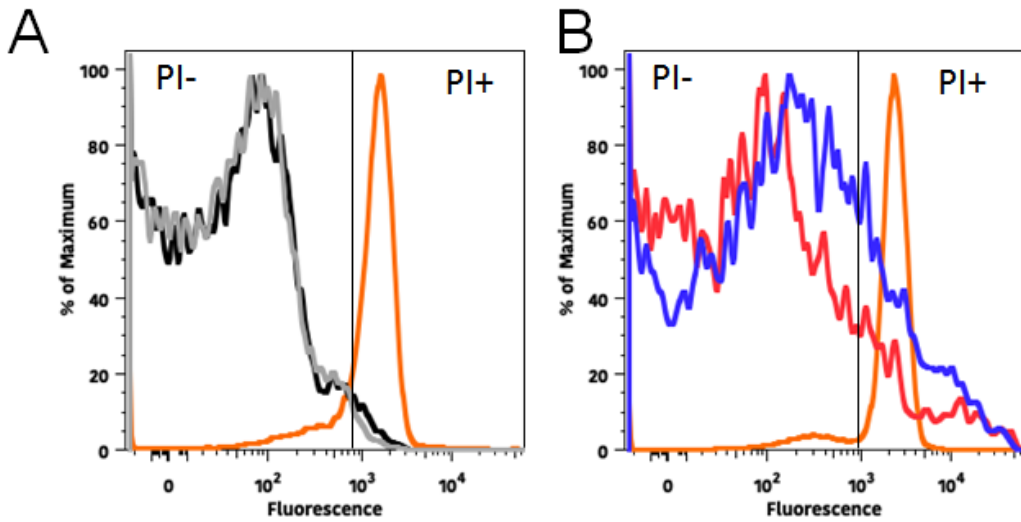 A
PI-
PI+
100
80
60
40
20
0
% of Maximum
0
10²
10³
10⁴
Fluorescence
B
PI-
PI+
100
80
60
40
20
0
% of Maximum
0
10²
10³
10⁴
Fluorescence